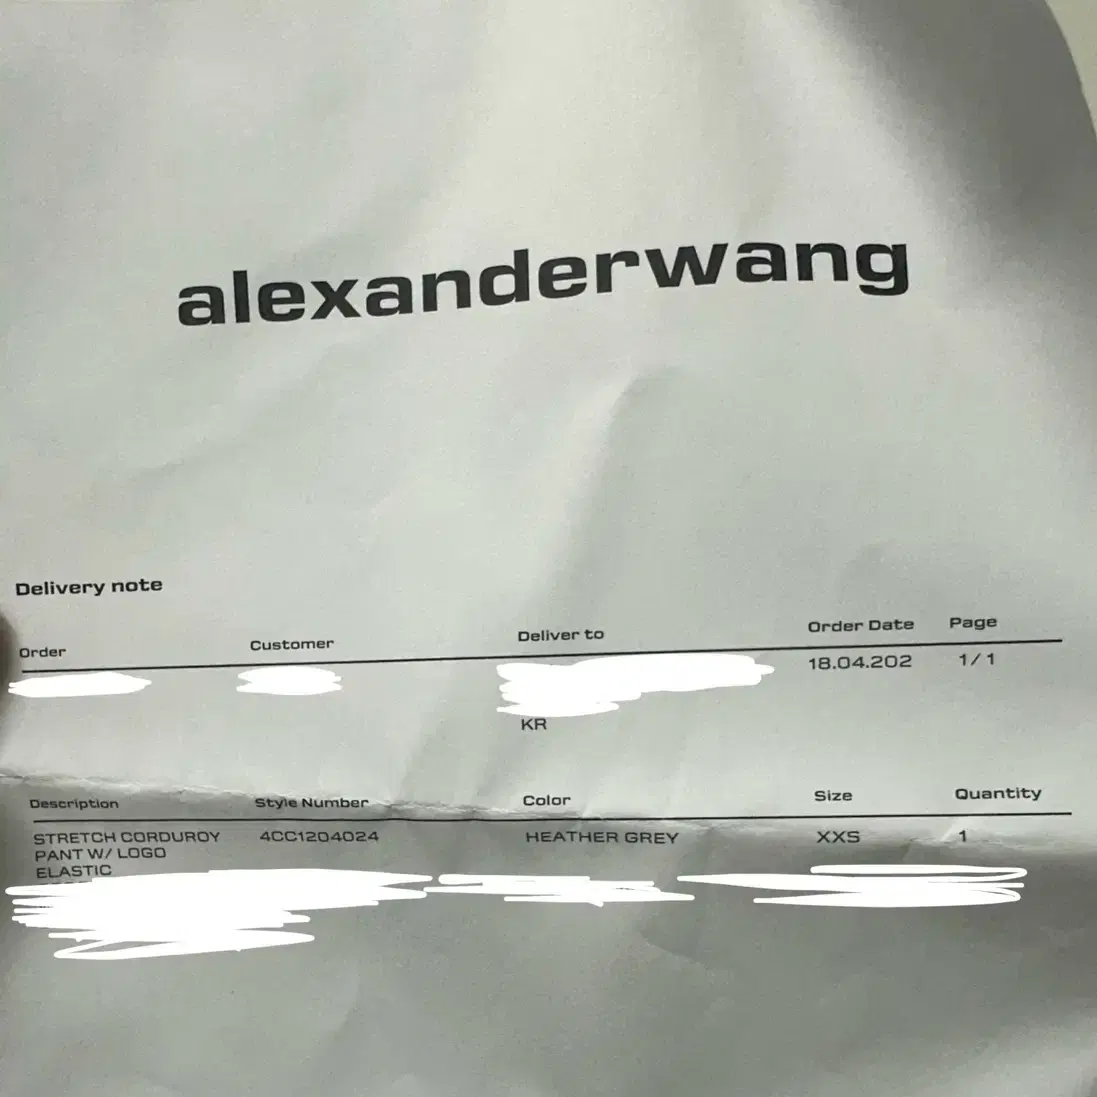 alexanderwang
Delivery note
Order Customer Deliver to Order Date Page
18.04.202 1/1
KR
Description Style Number Color Size Quantity
STRETCH CORDUROY 4CC1204024 HEATHER GREY XXS 1
PANT W/ LOGO
ELASTIC